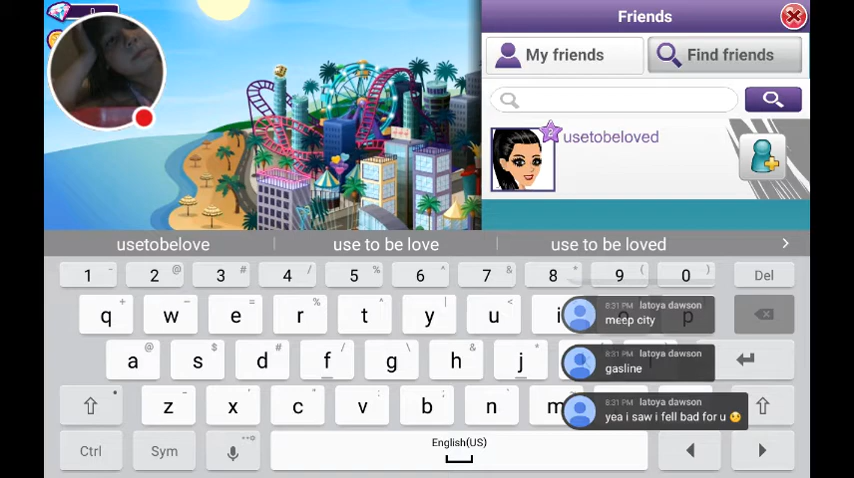 Friends
My friends
Find friends
2
usetobeloved
usetobelove
use to be love
use to be loved
1 - 2 @ 3 # 4 / 5 % 6 ^ 7 & 8 * 9 ( 0 ) Del
q + w - e = r % t ^ y | u < i p
8:31 PM latoya dawson
meep city
a @ s $ d # f / g ^ h & j *
8:31 PM latoya dawson
gasline
z - x ' c " v : b ; n m
8:31 PM latoya dawson
yea i saw i fell bad for u 😕
Ctrl Sym English(US)